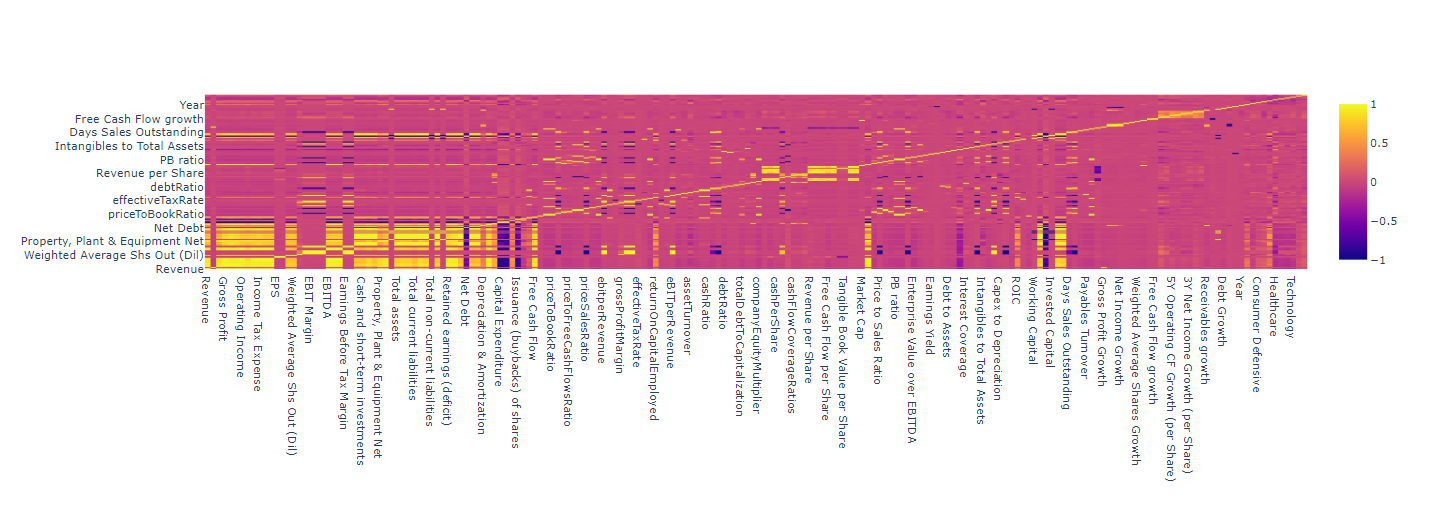 Year
Free Cash Flow growth
Days Sales Outstanding
Intangibles to Total Assets
PB ratio
Revenue per Share
debtRatio
effectiveTaxRate
priceToBookRatio
Net Debt
Property, Plant & Equipment Net
Weighted Average Shs Out (Dil)
Revenue
Revenue
Gross Profit
Operating Income
Income Tax Expense
EPS
Weighted Average Shs Out (Dil)
EBIT Margin
EBITDA
Earnings Before Tax Margin
Cash and short-term investments
Property, Plant & Equipment Net
Total assets
Total current liabilities
Total non-current liabilities
Retained earnings (deficit)
Net Debt
Depreciation & Amortization
Capital Expenditure
Issuance (buybacks) of shares
Free Cash Flow
priceToBookRatio
priceToFreeCashFlowsRatio
priceSalesRatio
ebitperRevenue
grossProfitMargin
effectiveTaxRate
returnOnCapitalEmployed
eBITperRevenue
assetTurnover
cashRatio
debtRatio
totalDebtToCapitalization
companyEquityMultiplier
cashPerShare
cashFlowCoverageRatios
Revenue per Share
Free Cash Flow per Share
Tangible Book Value per Share
Market Cap
Price to Sales Ratio
PB ratio
Enterprise Value over EBITDA
Earnings Yield
Debt to Assets
Interest Coverage
Intangibles to Total Assets
Capex to Depreciation
ROIC
Working Capital
Invested Capital
Days Sales Outstanding
Payables Turnover
Gross Profit Growth
Net Income Growth
Weighted Average Shares Growth
Free Cash Flow growth
5Y Operating CF Growth (per Share)
3Y Net Income Growth (per Share)
Receivables growth
Debt Growth
Year
Consumer Defensive
Healthcare
Technology
1
0.5
0
−0.5
−1